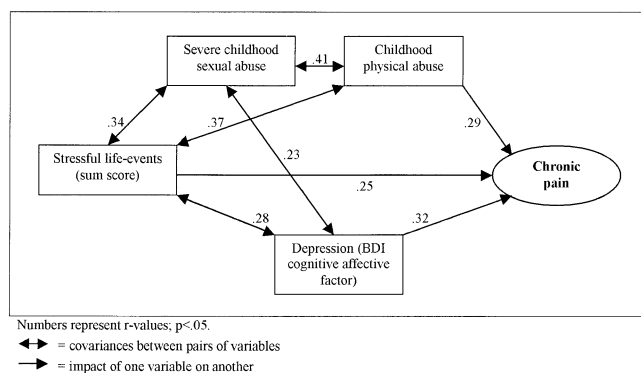 Severe childhood
sexual abuse
.41
Childhood
physical abuse
.34
.37
.29
Stressful life-events
(sum score)
.23
.25
Chronic
pain
.28
.32
Depression (BDI
cognitive affective
factor)
Numbers represent r-values; p<.05.
= covariances between pairs of variables
= impact of one variable on another